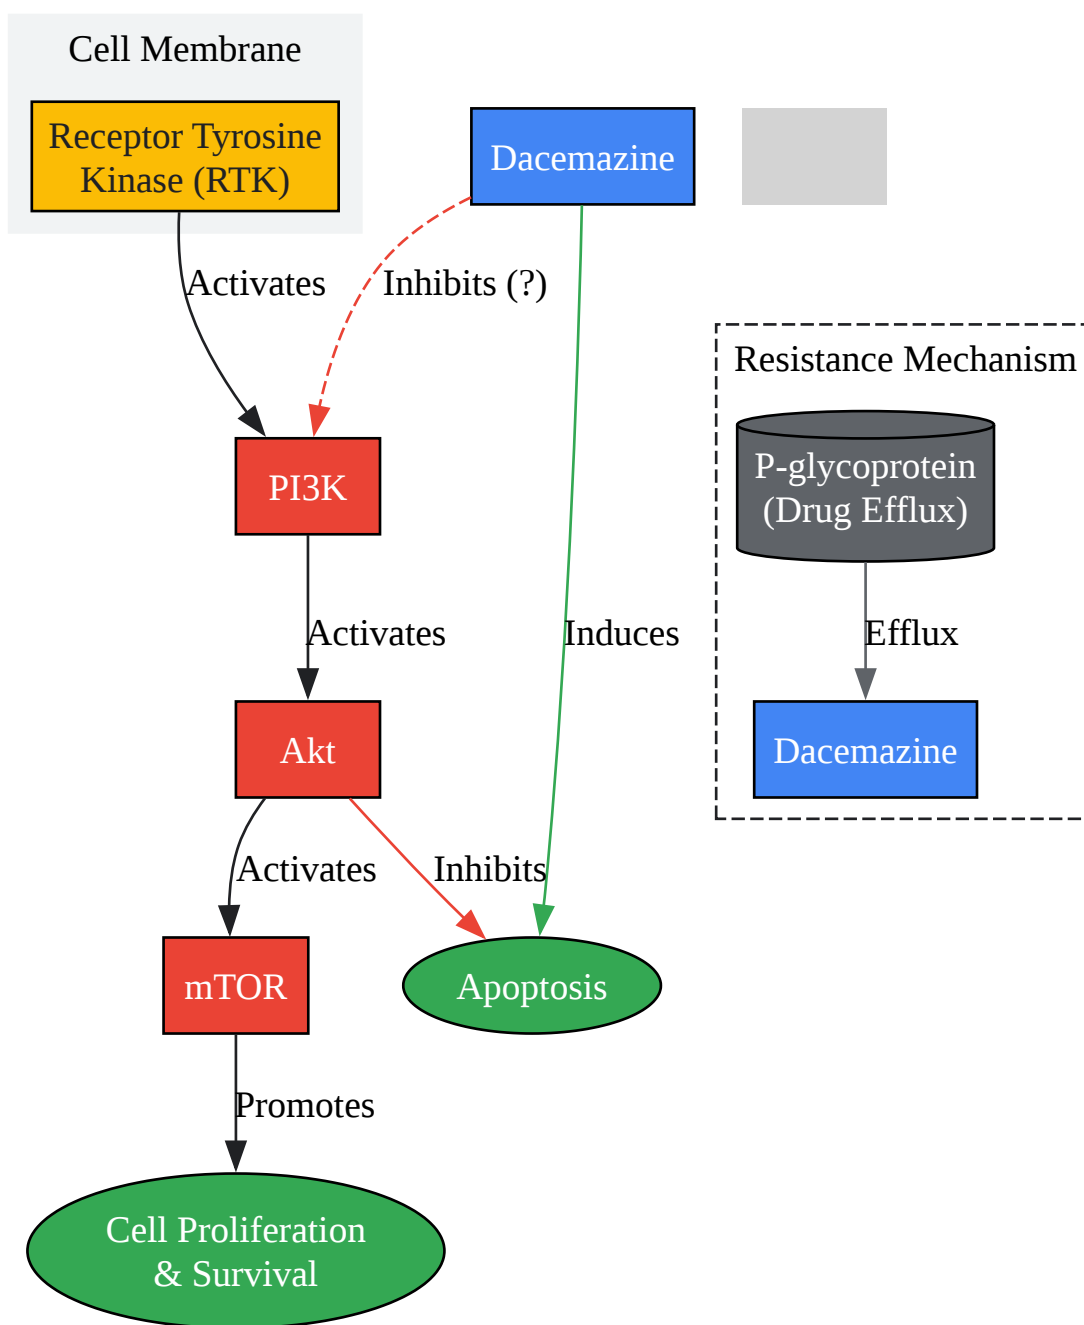 Cell Membrane
Receptor Tyrosine
Kinase (RTK)
Dacemazine
Activates
Inhibits (?)
Resistance Mechanism
P-glycoprotein
(Drug Efflux)
PI3K
Activates
Induces
Efflux
Akt
Dacemazine
Activates
Inhibits
mTOR
Apoptosis
Promotes
Cell Proliferation
& Survival